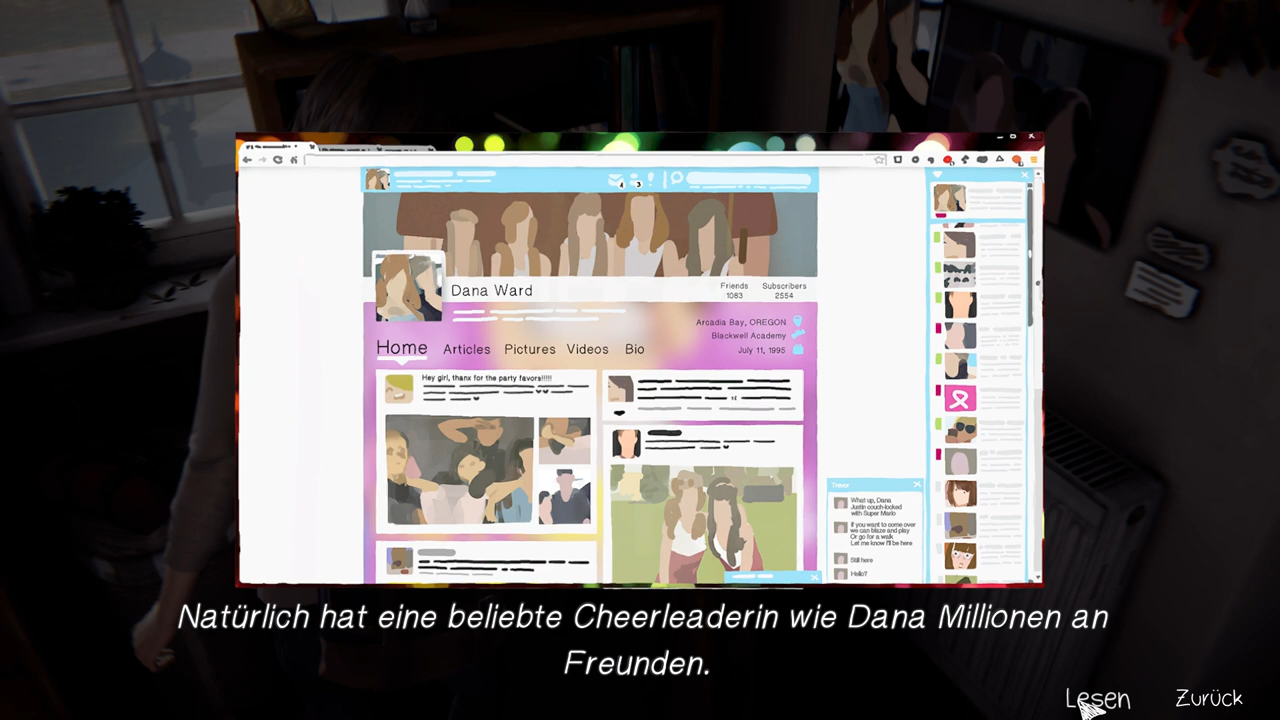 Dana Ward
Friends
1083
Subscribers
2554
Arcadia Bay, OREGON
Blackwell Academy
July 11, 1995
Home Articles Pictures Videos Bio
Hey girl, thanx for the party favors!!!!!
Trevor
What up, Dana
Justin couch-locked
with Super Mario
if you want to come over
we can blaze and play
Or go for a walk
Let me know I'll be here
Still here
Hello?
Natürlich hat eine beliebte Cheerleaderin wie Dana Millionen an
Freunden.
Lesen Zurück